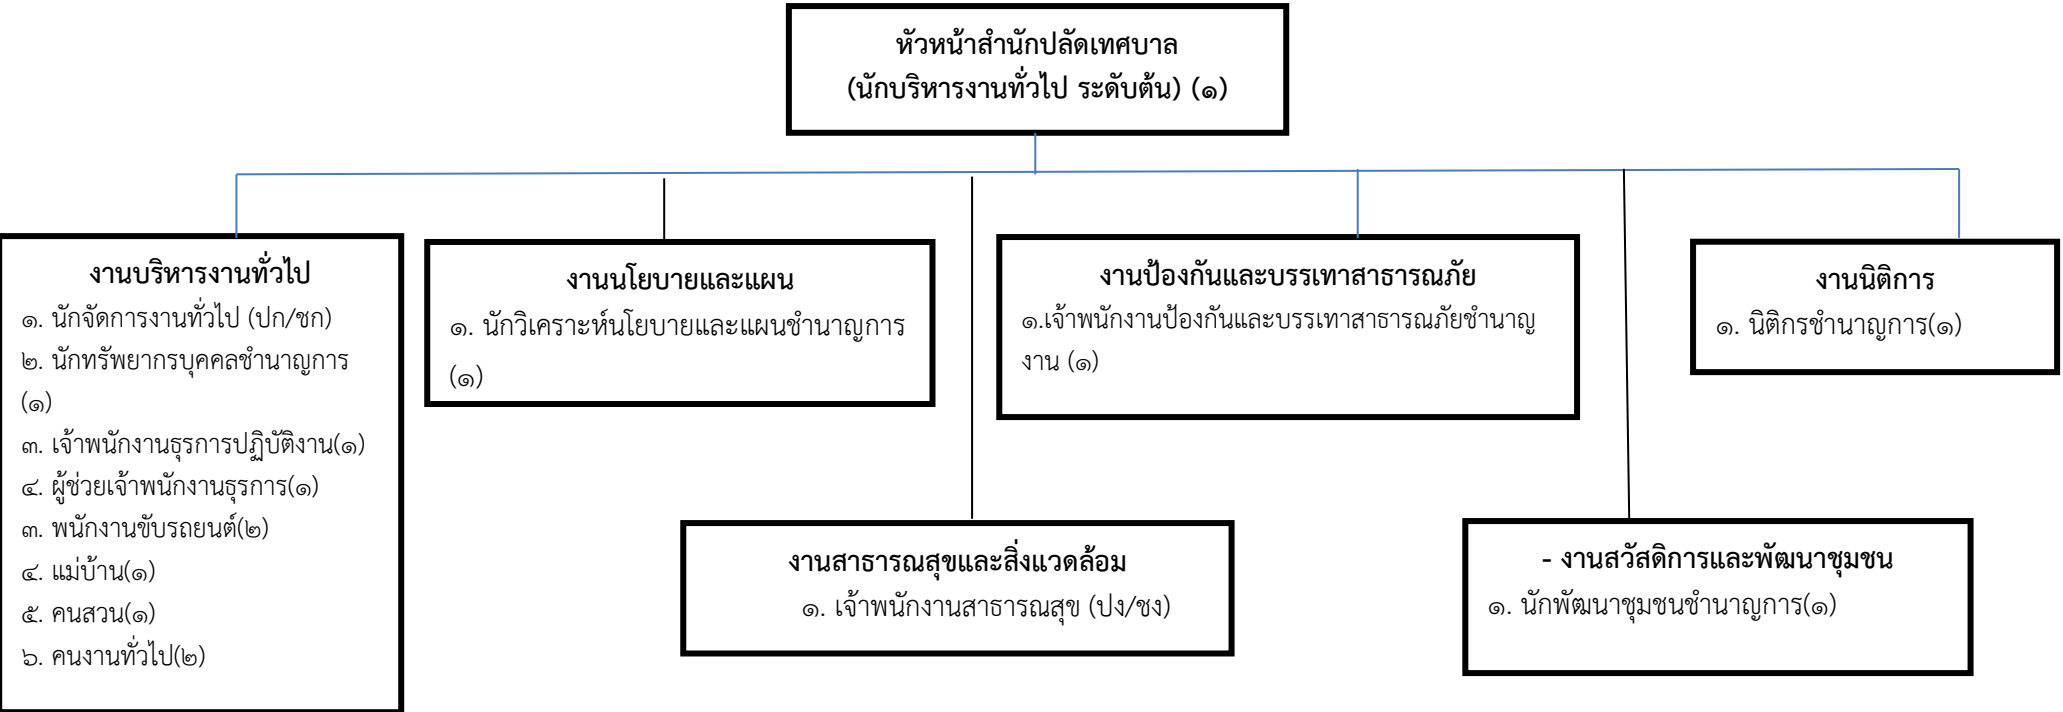 หัวหน้าสำนักปลัดเทศบาล
(นักบริหารงานทั่วไป ระดับต้น) (๑)
งานบริหารงานทั่วไป
๑. นักจัดการงานทั่วไป (ปก/ชก)
๒. นักทรัพยากรบุคคลชำนาญการ
(๑)
๓. เจ้าพนักงานธุรการปฏิบัติงาน(๑)
๔. ผู้ช่วยเจ้าพนักงานธุรการ(๑)
๓. พนักงานขับรถยนต์(๒)
๔. แม่บ้าน(๑)
๕. คนสวน(๑)
๖. คนงานทั่วไป(๒)
งานนโยบายและแผน
๑. นักวิเคราะห์นโยบายและแผนชำนาญการ
(๑)
งานป้องกันและบรรเทาสาธารณภัย
๑.เจ้าพนักงานป้องกันและบรรเทาสาธารณภัยชำนาญ
งาน (๑)
งานนิติการ
๑. นิติกรชำนาญการ(๑)
งานสาธารณสุขและสิ่งแวดล้อม
๑. เจ้าพนักงานสาธารณสุข (ปง/ชง)
- งานสวัสดิการและพัฒนาชุมชน
๑. นักพัฒนาชุมชนชำนาญการ(๑)